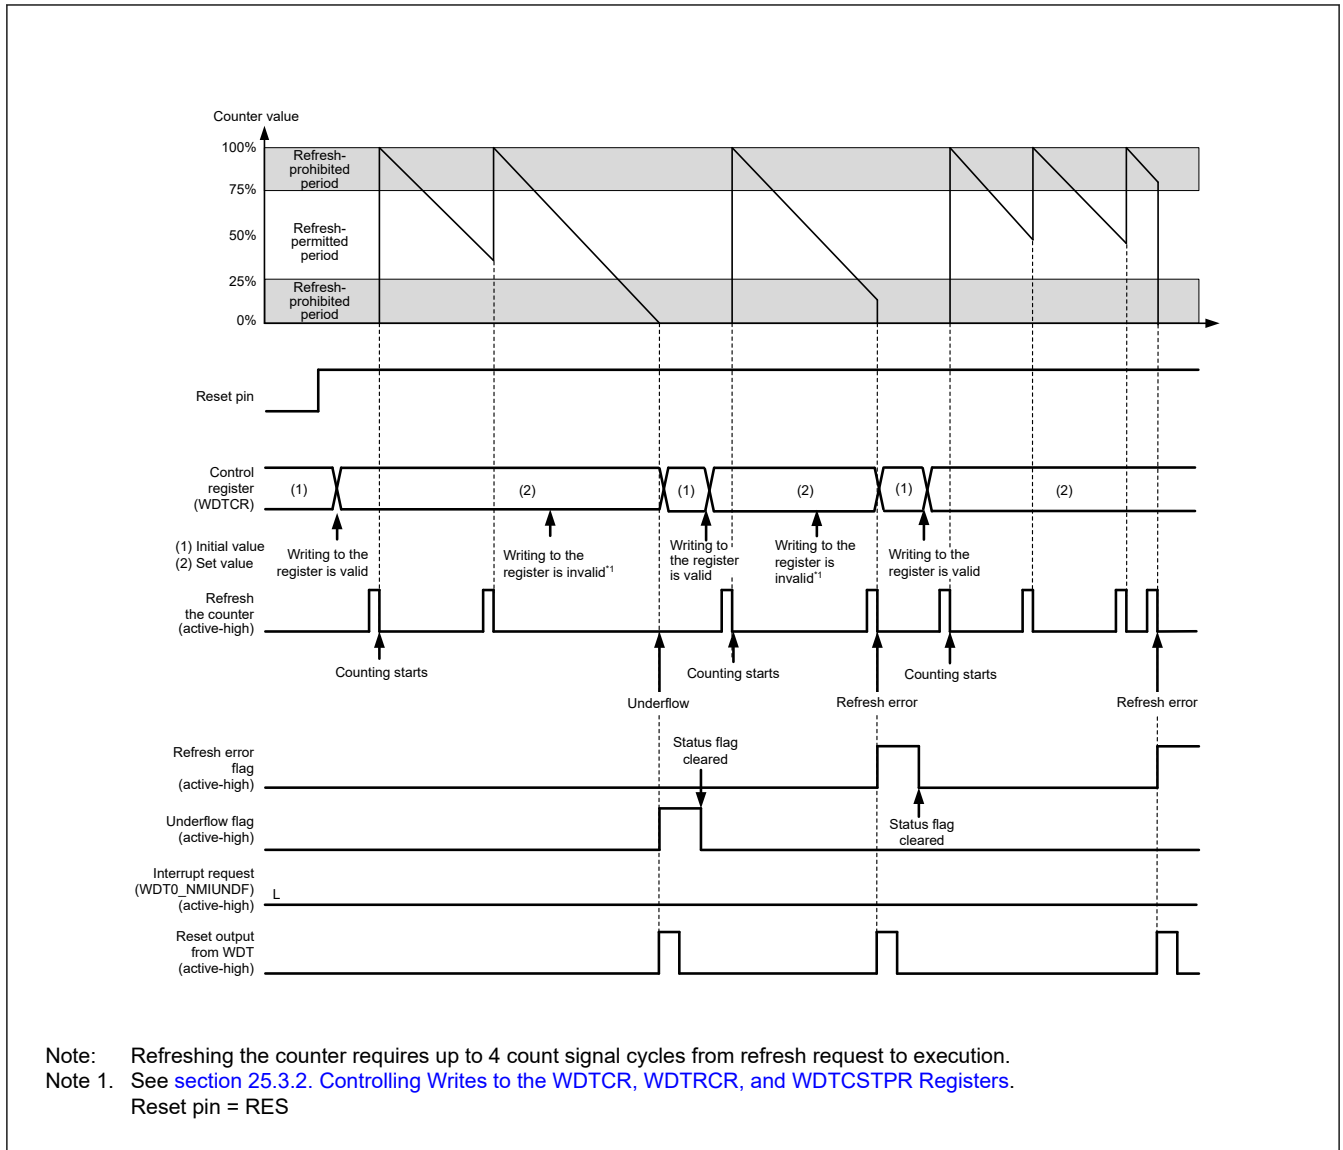 Counter value
100%
Refresh-
prohibited
period
75%
50%
Refresh-
permitted
period
25%
Refresh-
prohibited
period
0%
Reset pin
Control
register
(WDTCR)
(1)
(2)
(1)
(2)
(1)
(2)
(1) Initial value
(2) Set value
Writing to the
register is valid
Writing to the
register is invalid*1
Writing to
the register
is valid
Writing to the
register is
invalid*1
Writing to the
register is valid
Refresh
the counter
(active-high)
Counting starts
Counting starts
Counting starts
Underflow
Refresh error
Refresh error
Refresh error
flag
(active-high)
Status flag
cleared
Underflow flag
(active-high)
Status flag
cleared
Interrupt request
(WDT0_NMIUNDF)
(active-high)
L
Reset output
from WDT
(active-high)
Note: Refreshing the counter requires up to 4 count signal cycles from refresh request to execution.
Note 1. See section 25.3.2. Controlling Writes to the WDTCR, WDTRCR, and WDTCSTPR Registers.
Reset pin = RES